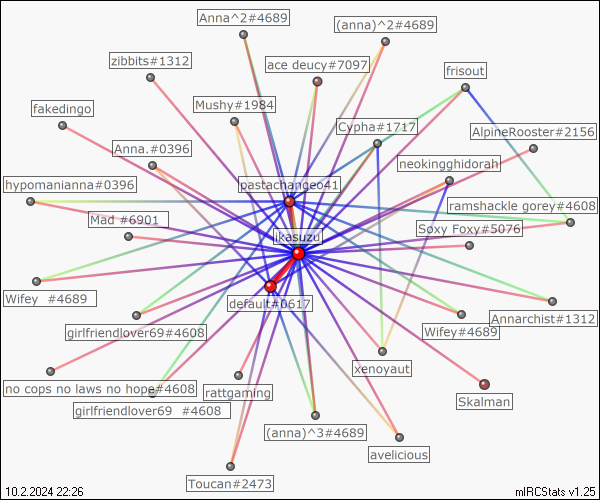 Anna^2#4689
(anna)^2#4689
zibbits#1312
ace deucy#7097
frisout
fakedingo
Mushy#1984
Cypha#1717
AlpineRooster#2156
Anna.#0396
neokingghidorah
hypomanianna#0396
pastachangeo41
ramshackle gorey#4608
Mad #6901
ikasuzu
Soxy Foxy#5076
Wifey #4689
default#0617
Annarchist#1312
girlfriendlover69#4608
Wifey#4689
xenoyaut
no cops no laws no hope#4608
rattgaming
Skalman
girlfriendlover69 #4608
(anna)^3#4689
avelicious
Toucan#2473
10.2.2024 22:26
mIRCStats v1.25